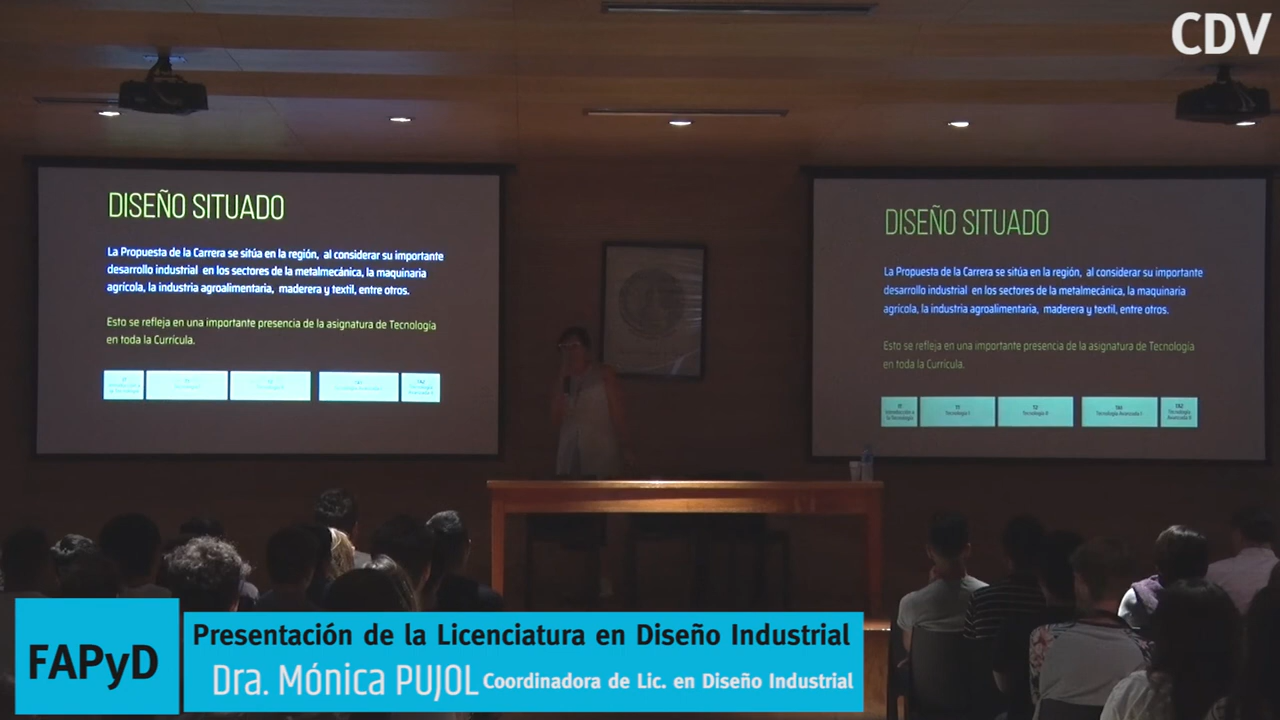 CDV
DISEÑO SITUADO
La Propuesta de la Carrera se sitúa en la región, al considerar su importante
desarrollo industrial en los sectores de la metalmecánica, la maquinaria
agrícola, la industria agroalimentaria, maderera y textil, entre otros.
Esto se refleja en una importante presencia de la asignatura de Tecnología
en toda la Currícula.
DISEÑO SITUADO
La Propuesta de la Carrera se sitúa en la región, al considerar su importante
desarrollo industrial en los sectores de la metalmecánica, la maquinaria
agrícola, la industria agroalimentaria, maderera y textil, entre otros.
Esto se refleja en una importante presencia de la asignatura de Tecnología
en toda la Currícula.
Introducción a
la Tecnología
T1
Tecnología I
T2
Tecnología II
TA1
Tecnología Avanzada I
TA2
Tecnología
Avanzada II
FAPyD
Presentación de la Licenciatura en Diseño Industrial
Dra. Mónica PUJOL Coordinadora de Lic. en Diseño Industrial